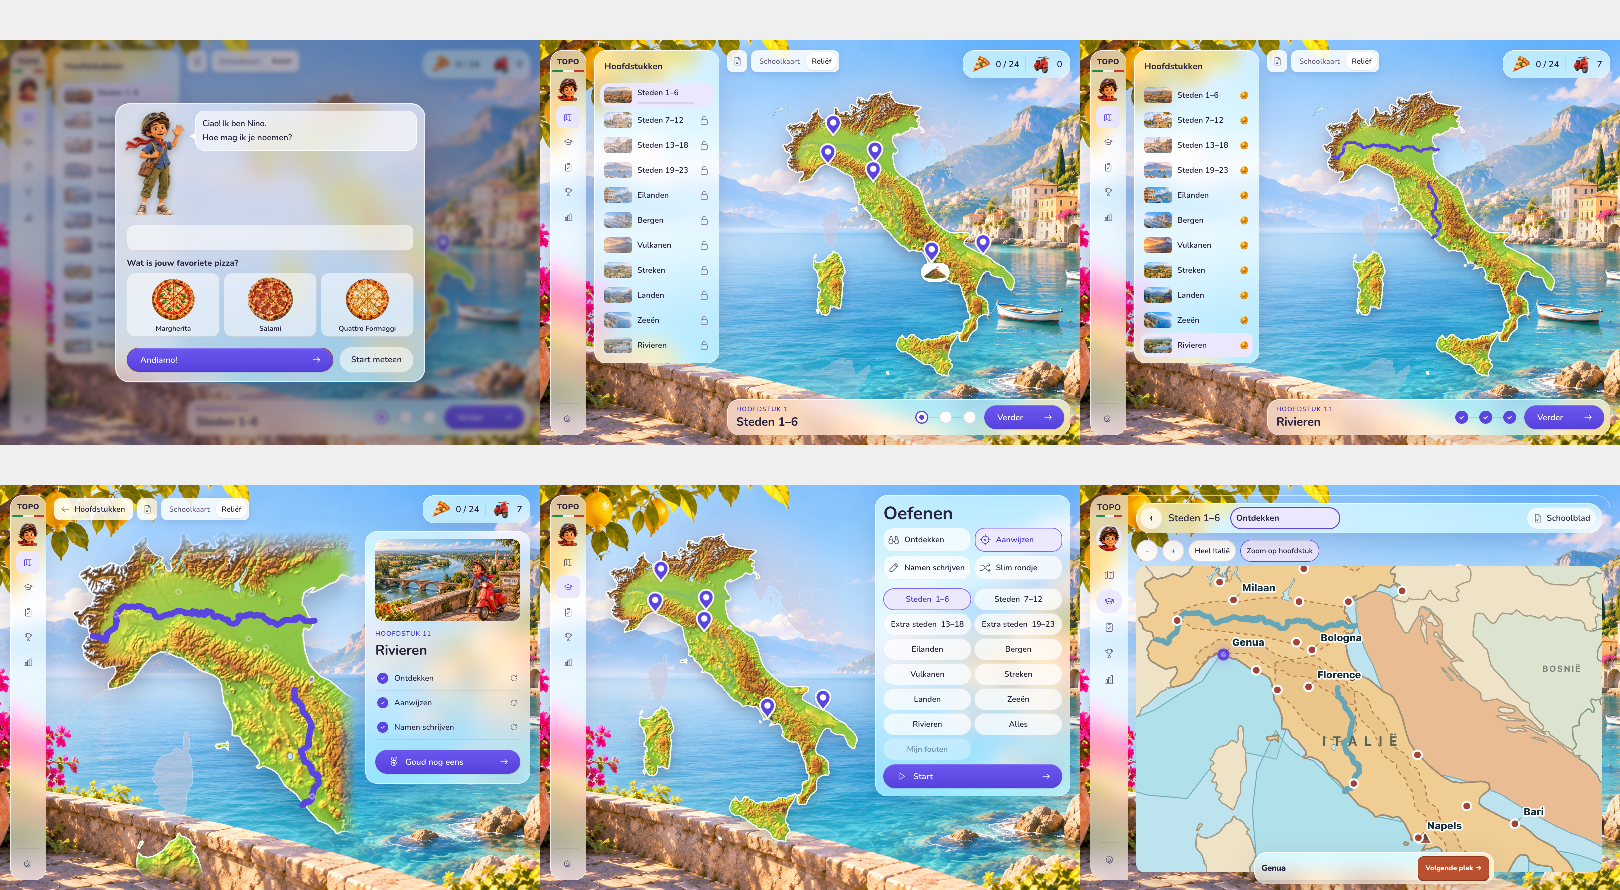 Ciao! Ik ben Nino.
Hoe mag ik je noemen?
Wat is jouw favoriete pizza?
Margherita
Salami
Quattro Formaggi
Andiamo!
Start meteen
TOPO
Hoofdstukken
Steden 1–6
Steden 7–12
Steden 13–18
Steden 19–23
Eilanden
Bergen
Vulkanen
Streken
Landen
Zeeën
Rivieren
Schoolkaart
Reliëf
0 / 24
0
HOOFDSTUK 1
Steden 1–6
Verder
TOPO
Hoofdstukken
Steden 1–6
Steden 7–12
Steden 13–18
Steden 19–23
Eilanden
Bergen
Vulkanen
Streken
Landen
Zeeën
Rivieren
Schoolkaart
Reliëf
0 / 24
7
HOOFDSTUK 11
Rivieren
Verder
TOPO
Hoofdstukken
Schoolkaart
Reliëf
0 / 24
7
HOOFDSTUK 11
Rivieren
Ontdekken
Aanwijzen
Namen schrijven
Goud nog eens
TOPO
Oefenen
Ontdekken
Aanwijzen
Namen schrijven
Slim rondje
Steden 1–6
Steden 7–12
Extra steden 13–18
Extra steden 19–23
Eilanden
Bergen
Vulkanen
Streken
Landen
Zeeën
Rivieren
Alles
Mijn fouten
Start
TOPO
Steden 1–6
Ontdekken
Schoolblad
Heel Italië
Zoom op hoofdstuk
Milaan
Genua
Bologna
Florence
BOSNIË
ITALIË
Bari
Napels
Genua
Volgende plek →